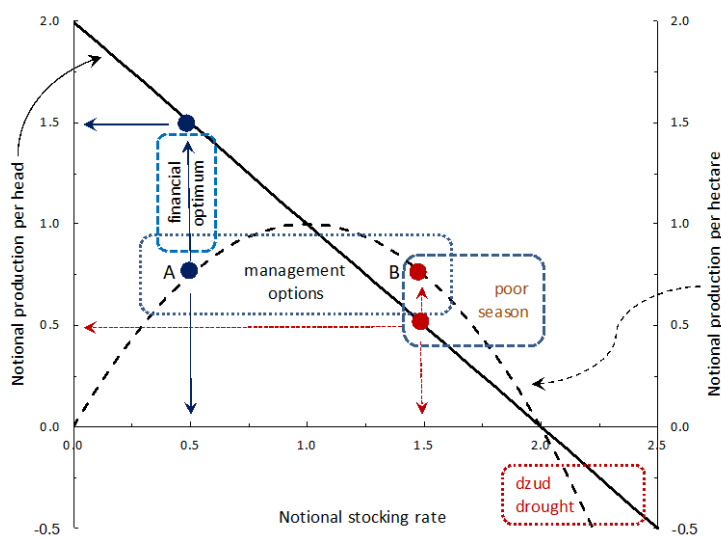 2.0
2.0
1.5
1.5
1.0
1.0
0.5
0.5
0.0
0.0
-0.5
-0.5
0.0
0.5
1.0
1.5
2.0
2.5
Notional production per head
Notional production per hectare
Notional stocking rate
financial
optimum
A
management
options
B
poor
season
dzud
drought